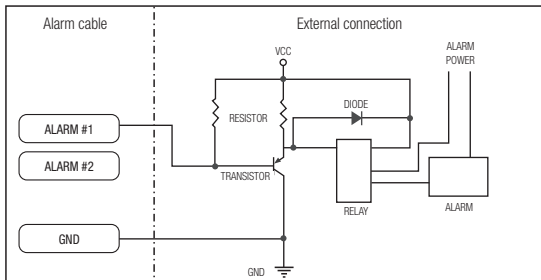 Alarm cable
External connection
VCC
ALARM
POWER
DIODE
RESISTOR
ALARM #1
ALARM #2
TRANSISTOR
RELAY
ALARM
GND
GND